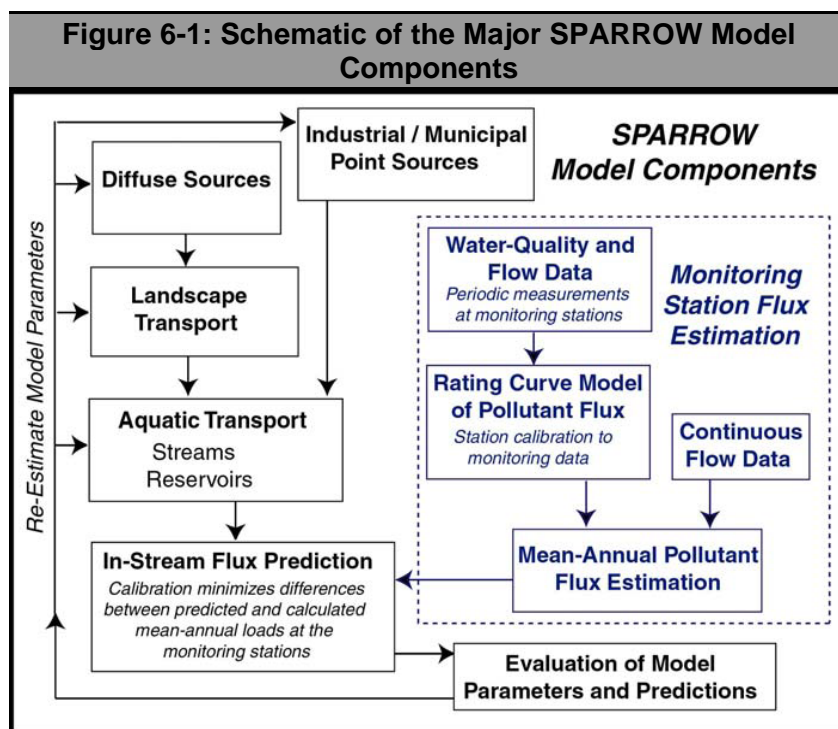 Figure 6-1: Schematic of the Major SPARROW Model
Components
SPARROW
Model Components
Industrial / Municipal
Point Sources
Diffuse Sources
Landscape
Transport
Aquatic Transport
Streams
Reservoirs
In-Stream Flux Prediction
Calibration minimizes differences
between predicted and calculated
mean-annual loads at the
monitoring stations
Re-Estimate Model Parameters
Monitoring
Station Flux
Estimation
Water-Quality and
Flow Data
Periodic measurements
at monitoring stations
Rating Curve Model
of Pollutant Flux
Station calibration to
monitoring data
Continuous
Flow Data
Mean-Annual Pollutant
Flux Estimation
Evaluation of Model
Parameters and Predictions